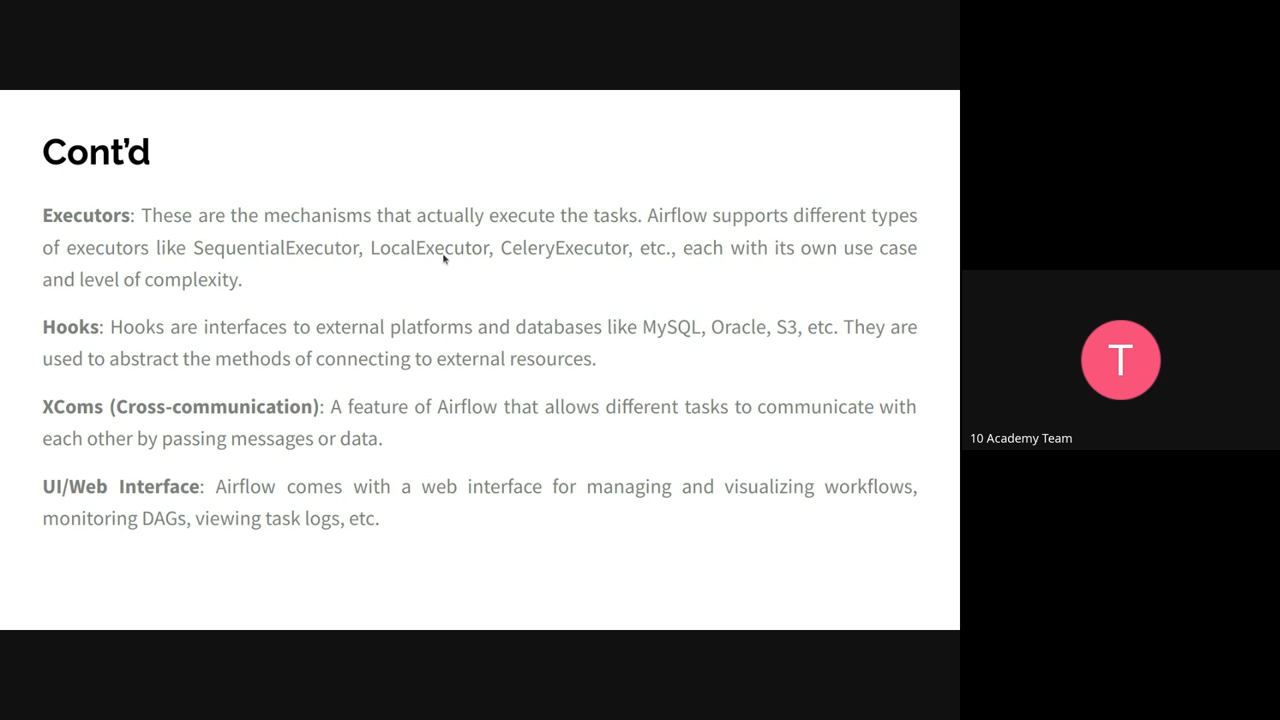 Cont’d
Executors: These are the mechanisms that actually execute the tasks. Airflow supports different types
of executors like SequentialExecutor, LocalExecutor, CeleryExecutor, etc., each with its own use case
and level of complexity.
Hooks: Hooks are interfaces to external platforms and databases like MySQL, Oracle, S3, etc. They are
used to abstract the methods of connecting to external resources.
XComs (Cross-communication): A feature of Airflow that allows different tasks to communicate with
each other by passing messages or data.
UI/Web Interface: Airflow comes with a web interface for managing and visualizing workflows,
monitoring DAGs, viewing task logs, etc.
T
10 Academy Team